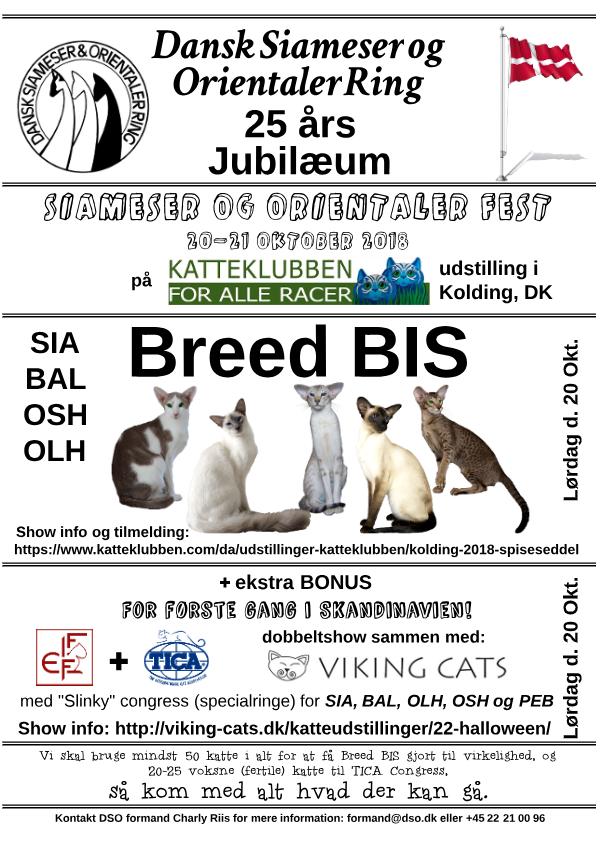 DANSK SIAMESER & ORIENTALER RING
Dansk Siameser og
Orientaler Ring
25 års
Jubilæum
SIAMESER OG ORIENTALER FEST
20-21 OKTOBER 2018
på
KATTEKLUBBEN
FOR ALLE RACER
udstilling i
Kolding, DK
SIA
BAL
OSH
OLH
Breed BIS
Lørdag d. 20 Okt.
Show info og tilmelding:
https://www.katteklubben.com/da/udstillinger-katteklubben/kolding-2018-spiseseddel
+ ekstra BONUS
FOR FØRSTE GANG I SKANDINAVIEN!
dobbeltshow sammen med:
FIFE
+
TICA
VIKING CATS
med "Slinky" congress (specialringe) for SIA, BAL, OLH, OSH og PEB
Show info: http://viking-cats.dk/katteudstillinger/22-halloween/
Lørdag d. 20 Okt.
Vi skal bruge mindst 50 katte i alt for at få Breed BIS gjort til virkelighed, og
20-25 voksne (fertile) katte til TICA Congress,
så kom med alt hvad der kan gå.
Kontakt DSO formand Charly Riis for mere information: formand@dso.dk eller +45 22 21 00 96